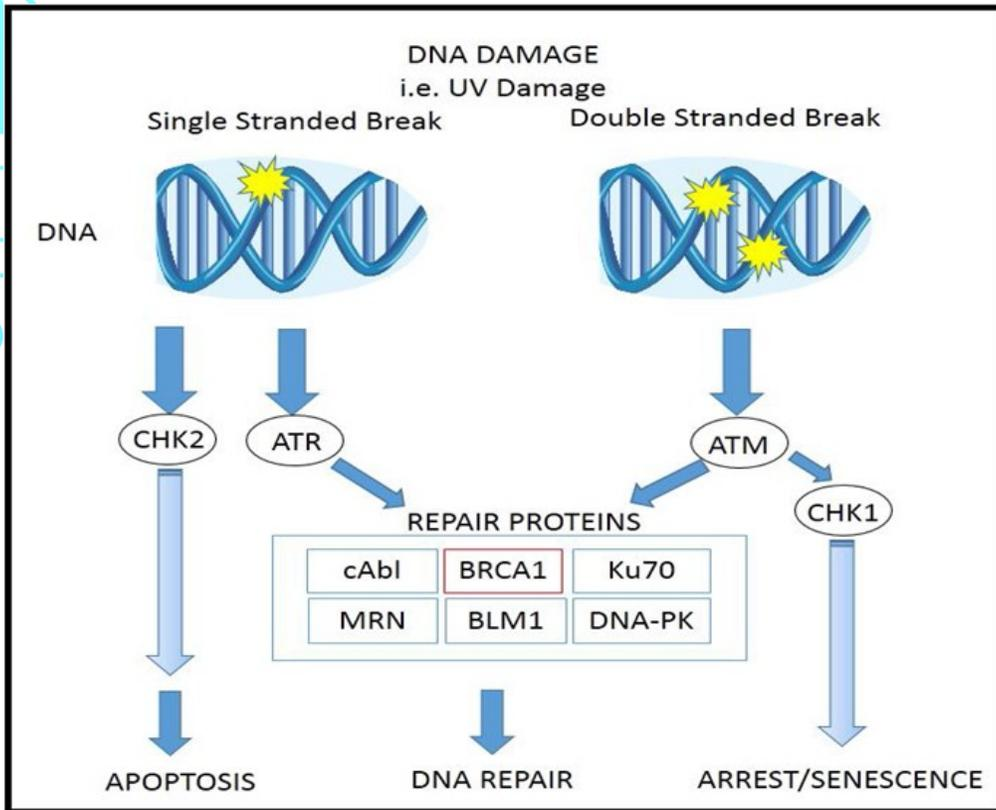 DNA DAMAGE
i.e. UV Damage
Single Stranded Break
Double Stranded Break
DNA
CHK2
ATR
ATM
CHK1
REPAIR PROTEINS
cAbl
BRCA1
Ku70
MRN
BLM1
DNA-PK
APOPTOSIS
DNA REPAIR
ARREST/SENESCENCE